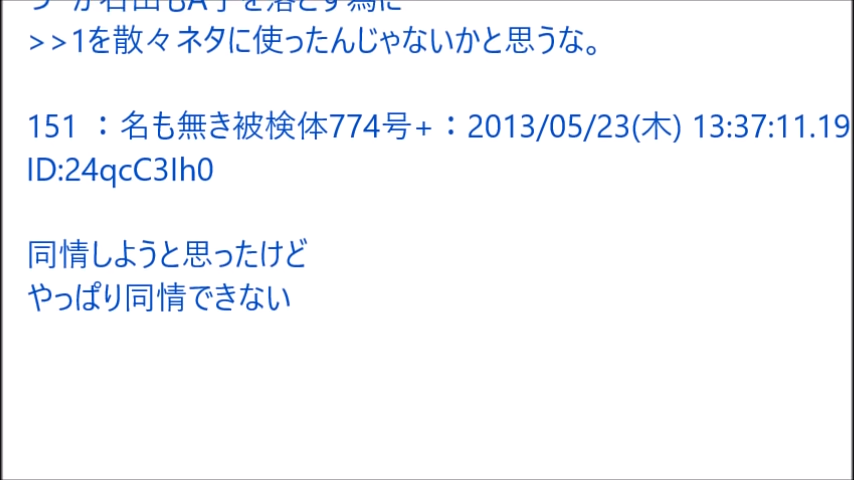 >>1を散々ネタに使ったんじゃないかと思うな。
151 ：名も無き被検体774号+：2013/05/23(木) 13:37:11.19
ID:24qcC3Ih0
同情しようと思ったけど
やっぱり同情できない